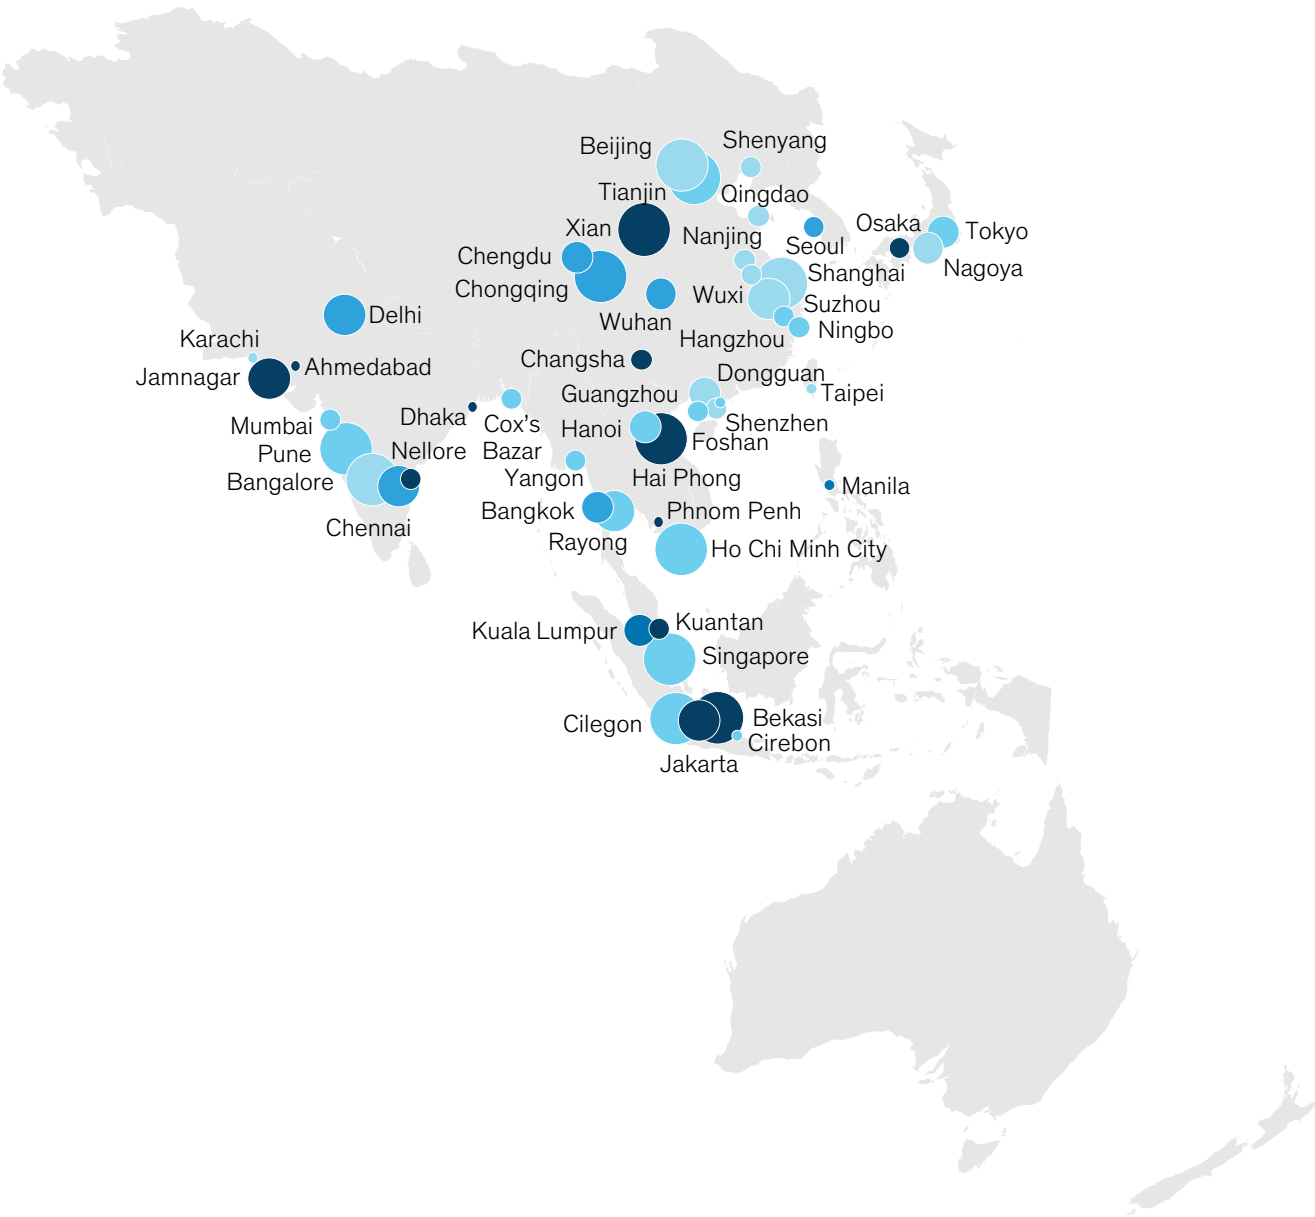 Beijing
Shenyang
Tianjin
Qingdao
Xian
Nanjing
Osaka
Tokyo
Seoul
Chengdu
Nagoya
Shanghai
Chongqing
Wuxi
Suzhou
Delhi
Wuhan
Ningbo
Karachi
Hangzhou
Changsha
Ahmedabad
Dongguan
Jamnagar
Guangzhou
Taipei
Dhaka
Cox’s
Bazar
Mumbai
Shenzhen
Hanoi
Foshan
Pune
Nellore
Yangon
Hai Phong
Bangalore
Manila
Bangkok
Phnom Penh
Chennai
Rayong
Ho Chi Minh City
Kuantan
Kuala Lumpur
Singapore
Bekasi
Cilegon
Cirebon
Jakarta